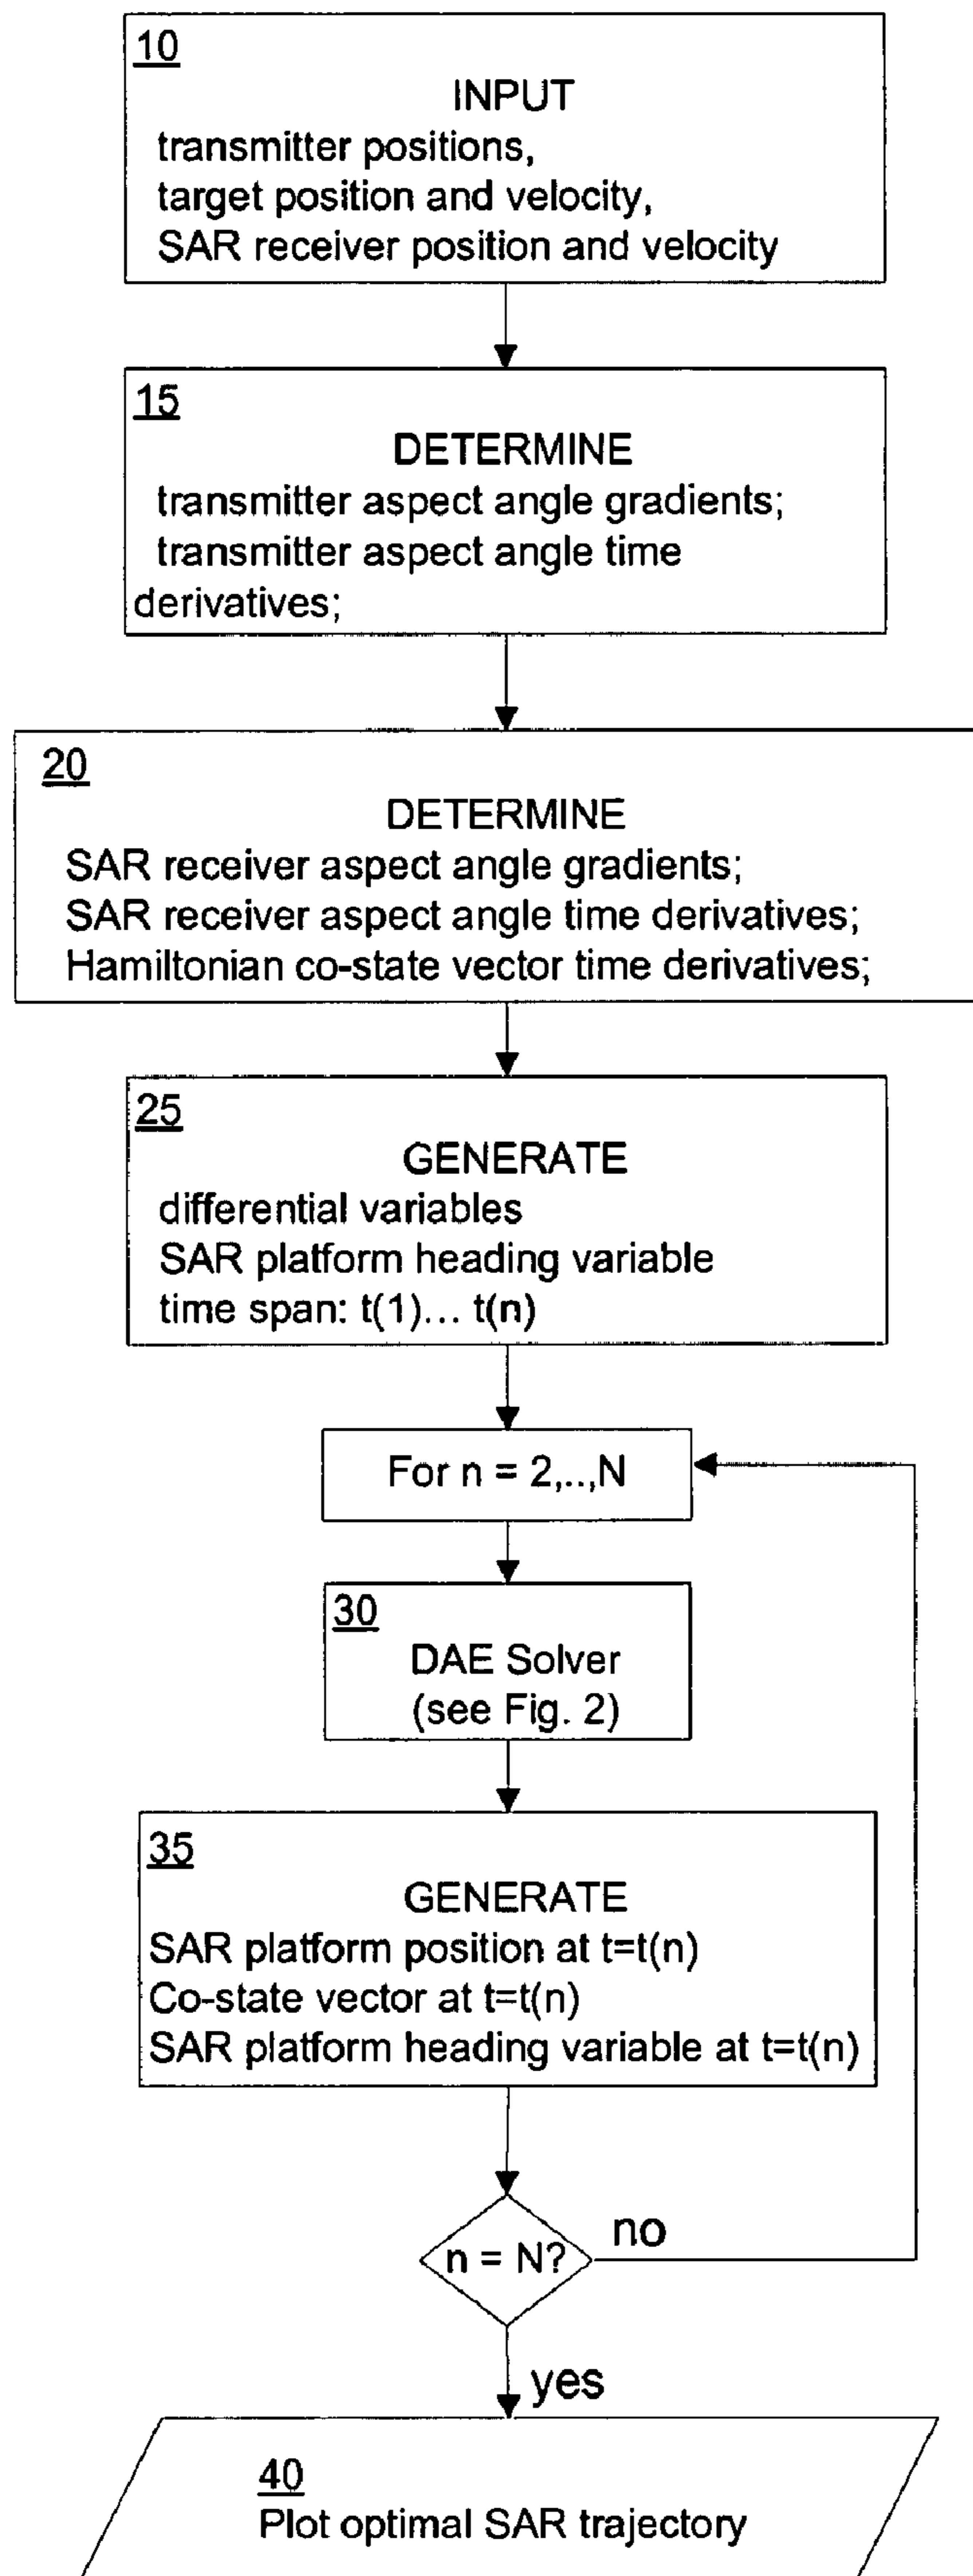 10
INPUT
transmitter positions,
target position and velocity,
SAR receiver position and velocity
15
DETERMINE
transmitter aspect angle gradients;
transmitter aspect angle time
derivatives;
20
DETERMINE
SAR receiver aspect angle gradients;
SAR receiver aspect angle time derivatives;
Hamiltonian co-state vector time derivatives;
25
GENERATE
differential variables
SAR platform heading variable
time span: t(1)... t(n)
For n = 2,..,N
30
DAE Solver
(see Fig. 2)
35
GENERATE
SAR platform position at t=t(n)
Co-state vector at t=t(n)
SAR platform heading variable at t=t(n)
n = N?
no
yes
40
Plot optimal SAR trajectory